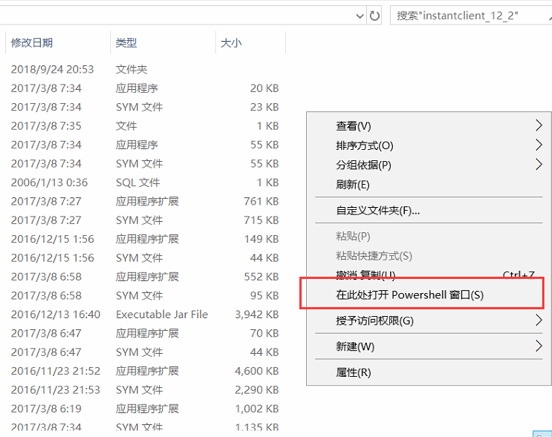 搜索"instantclient_12_2"
修改日期 类型 大小
2018/9/24 20:53 文件夹
2017/3/8 7:34 应用程序 20 KB
2017/3/8 7:34 SYM 文件 23 KB
2017/3/8 7:35 文件 1 KB
2017/3/8 7:34 应用程序 55 KB
2017/3/8 7:34 SYM 文件 55 KB
2006/1/13 0:36 SQL 文件 1 KB
2017/3/8 7:27 应用程序扩展 761 KB
2017/3/8 7:27 SYM 文件 715 KB
2016/12/15 1:56 应用程序扩展 149 KB
2016/12/15 1:56 SYM 文件 44 KB
2017/3/8 6:58 应用程序扩展 552 KB
2017/3/8 6:58 SYM 文件 95 KB
2016/12/13 16:40 Executable Jar File 3,942 KB
2017/3/8 6:47 应用程序扩展 70 KB
2017/3/8 6:47 SYM 文件 44 KB
2016/11/23 21:52 应用程序扩展 4,600 KB
2016/11/23 21:53 SYM 文件 2,290 KB
2017/3/8 6:19 应用程序扩展 1,002 KB
2017/3/8 7:34 SYM 文件 1,135 KB
查看(V)
排序方式(O)
分组依据(P)
刷新(E)
自定义文件夹(F)...
粘贴(P)
粘贴快捷方式(S)
撤消 复制(U) Ctrl+Z
在此处打开 Powershell 窗口(S)
授予访问权限(G)
新建(W)
属性(R)